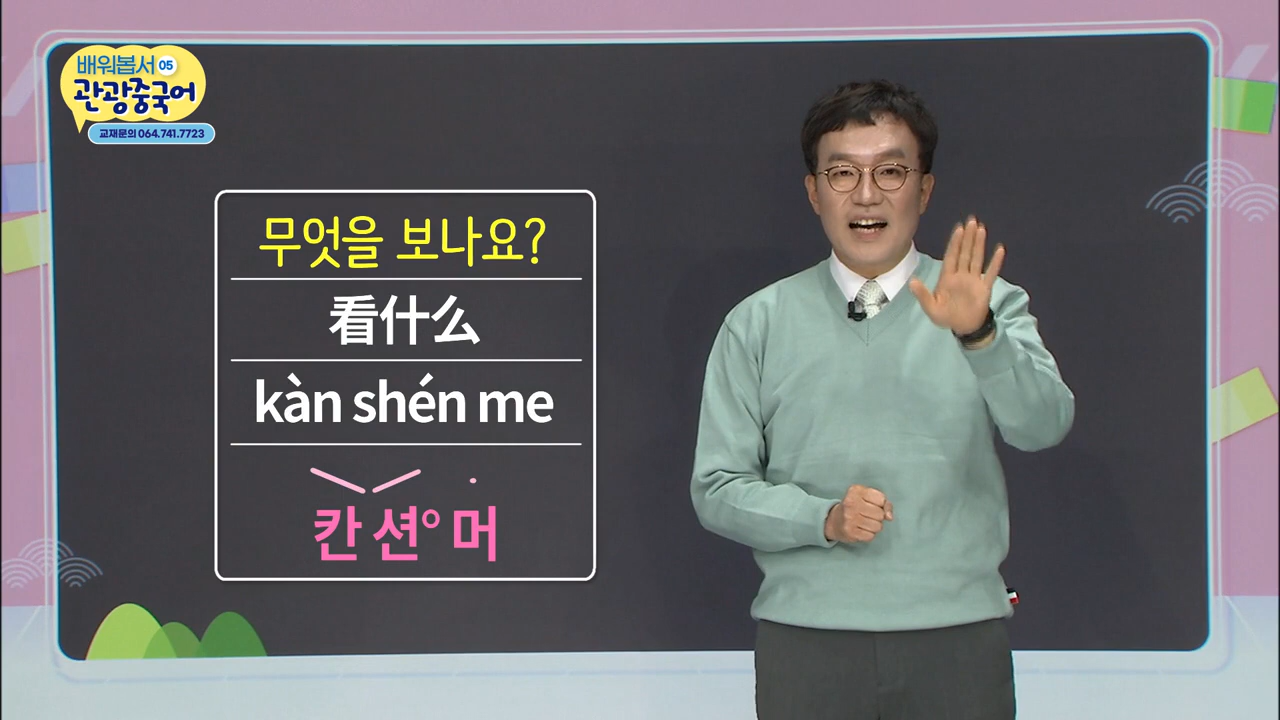 배워봅서 05
관광중국어
교재문의 064.741.7723
무엇을 보나요?
看什么
kàn shén me
칸 션° 머